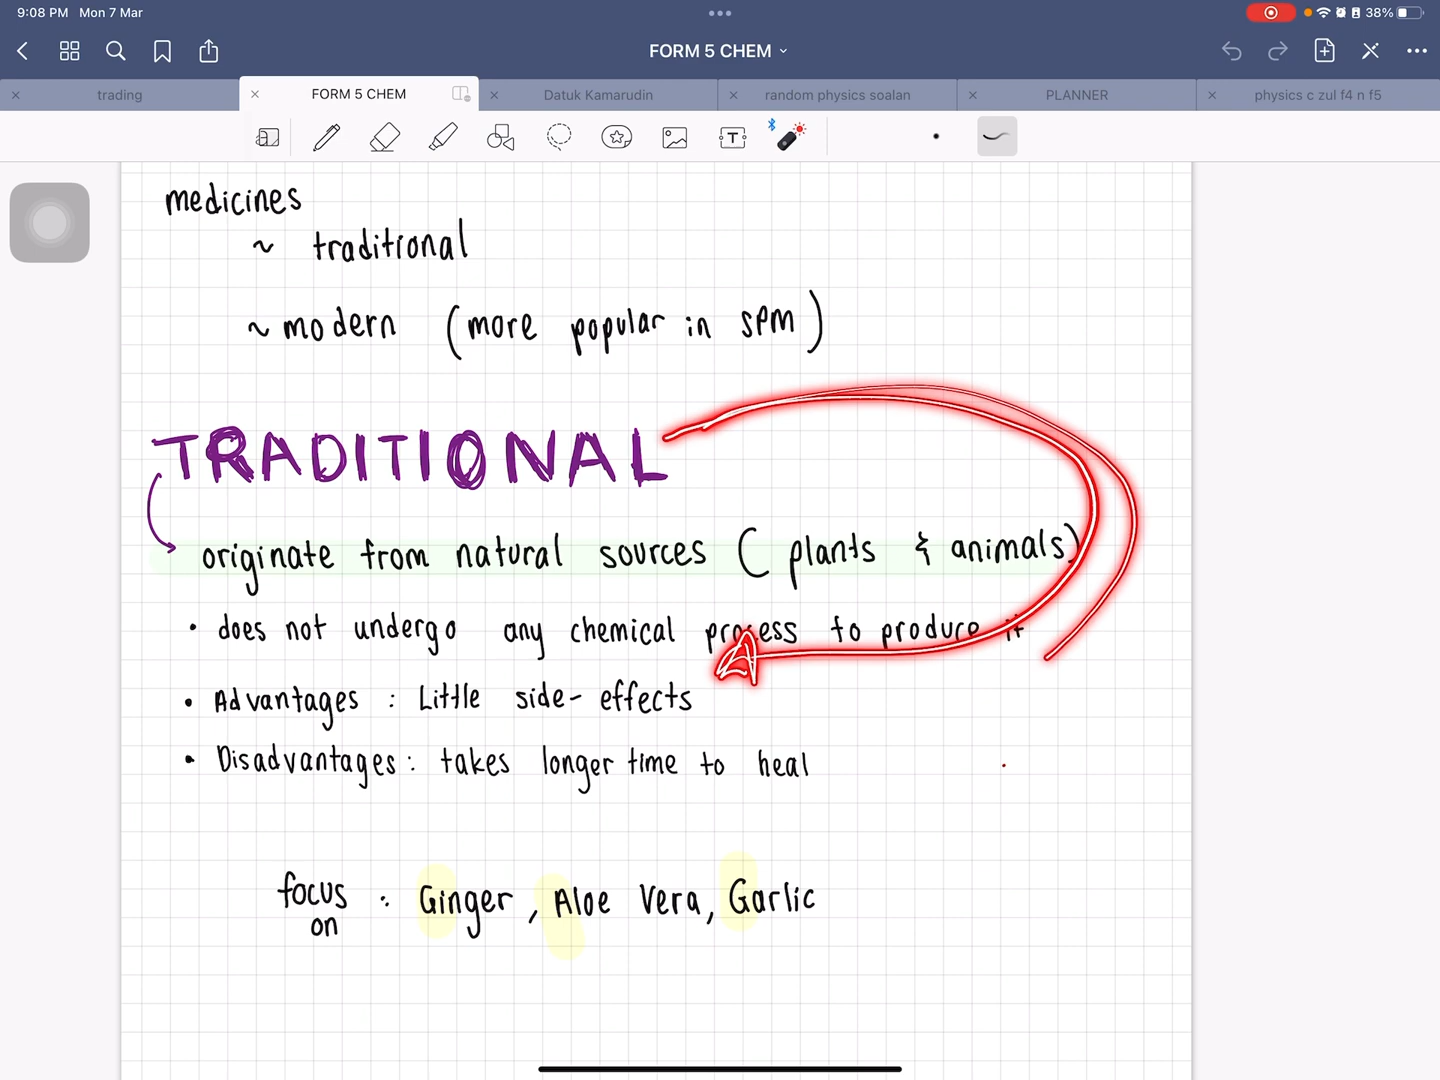 9:08 PM Mon 7 Mar
38%
FORM 5 CHEM
trading
FORM 5 CHEM
Datuk Kamarudin
random physics soalan
PLANNER
physics c zul f4 n f5
T
medicines
~ traditional
~ modern (more popular in SPM)
TRADITIONAL
originate from natural sources (plants & animals)
• does not undergo any chemical process to produce it
• Advantages : Little side-effects
• Disadvantages: takes longer time to heal
focus on : Ginger, Aloe Vera, Garlic